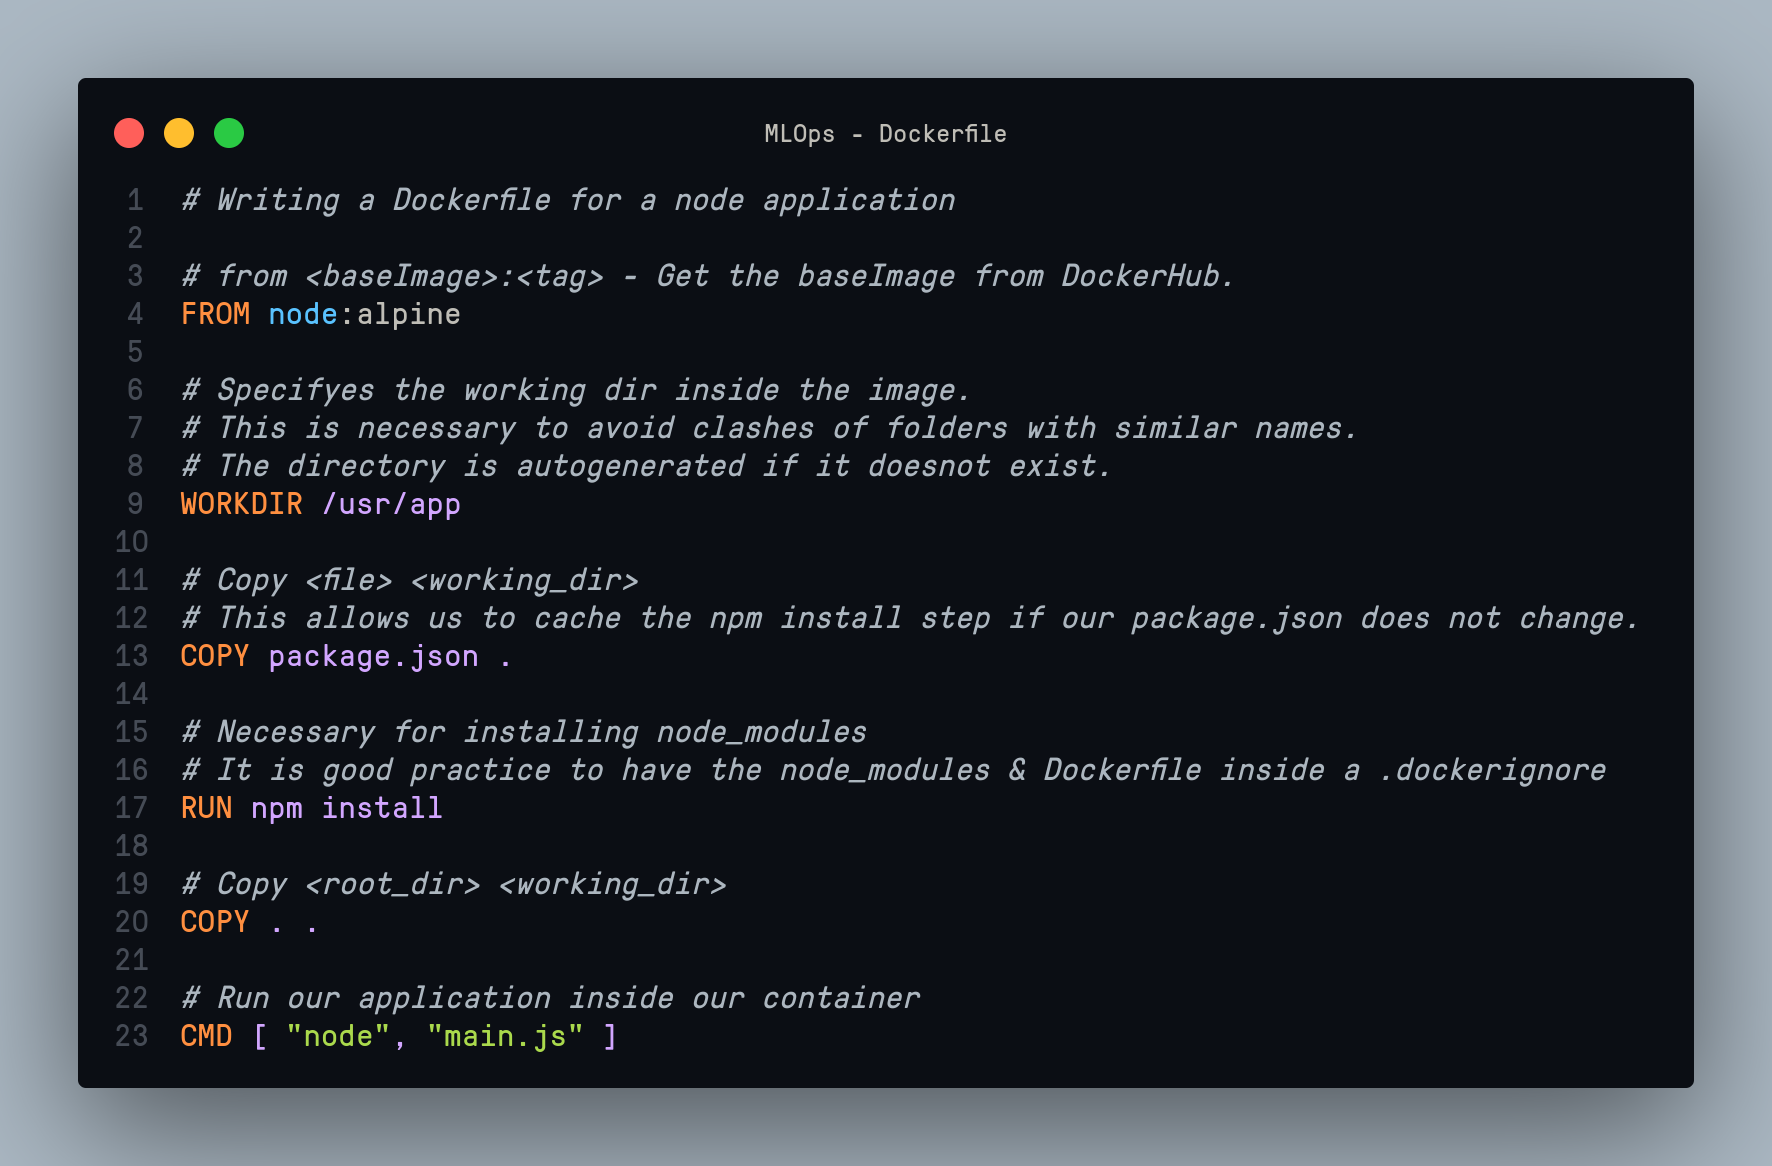 MLOps - Dockerfile
1 # Writing a Dockerfile for a node application
2
3 # from <baseImage>:<tag> - Get the baseImage from DockerHub.
4 FROM node:alpine
5
6 # Specifyes the working dir inside the image.
7 # This is necessary to avoid clashes of folders with similar names.
8 # The directory is autogenerated if it doesnot exist.
9 WORKDIR /usr/app
10
11 # Copy <file> <working_dir>
12 # This allows us to cache the npm install step if our package.json does not change.
13 COPY package.json .
14
15 # Necessary for installing node_modules
16 # It is good practice to have the node_modules & Dockerfile inside a .dockerignore
17 RUN npm install
18
19 # Copy <root_dir> <working_dir>
20 COPY . .
21
22 # Run our application inside our container
23 CMD [ "node", "main.js" ]